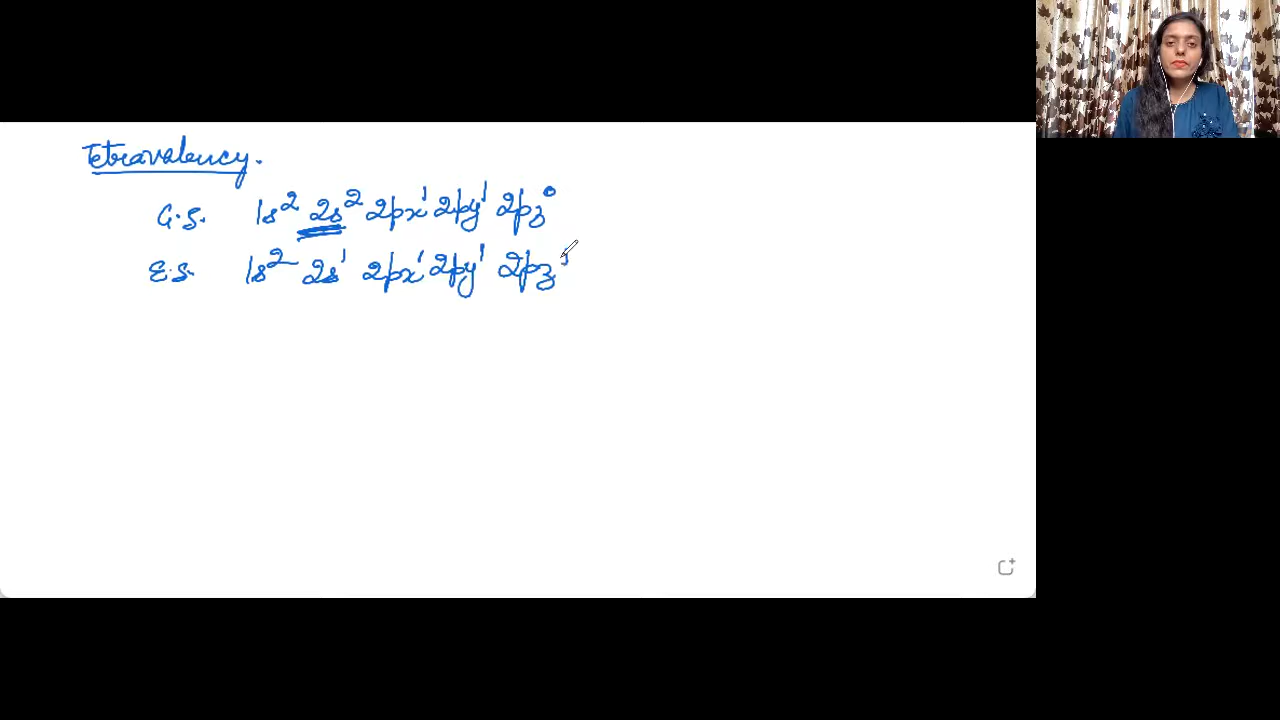 Tetravalency.
G.S. 1s² 2s² 2px¹ 2py¹ 2pz⁰
E.S. 1s² 2s¹ 2px¹ 2py¹ 2pz¹